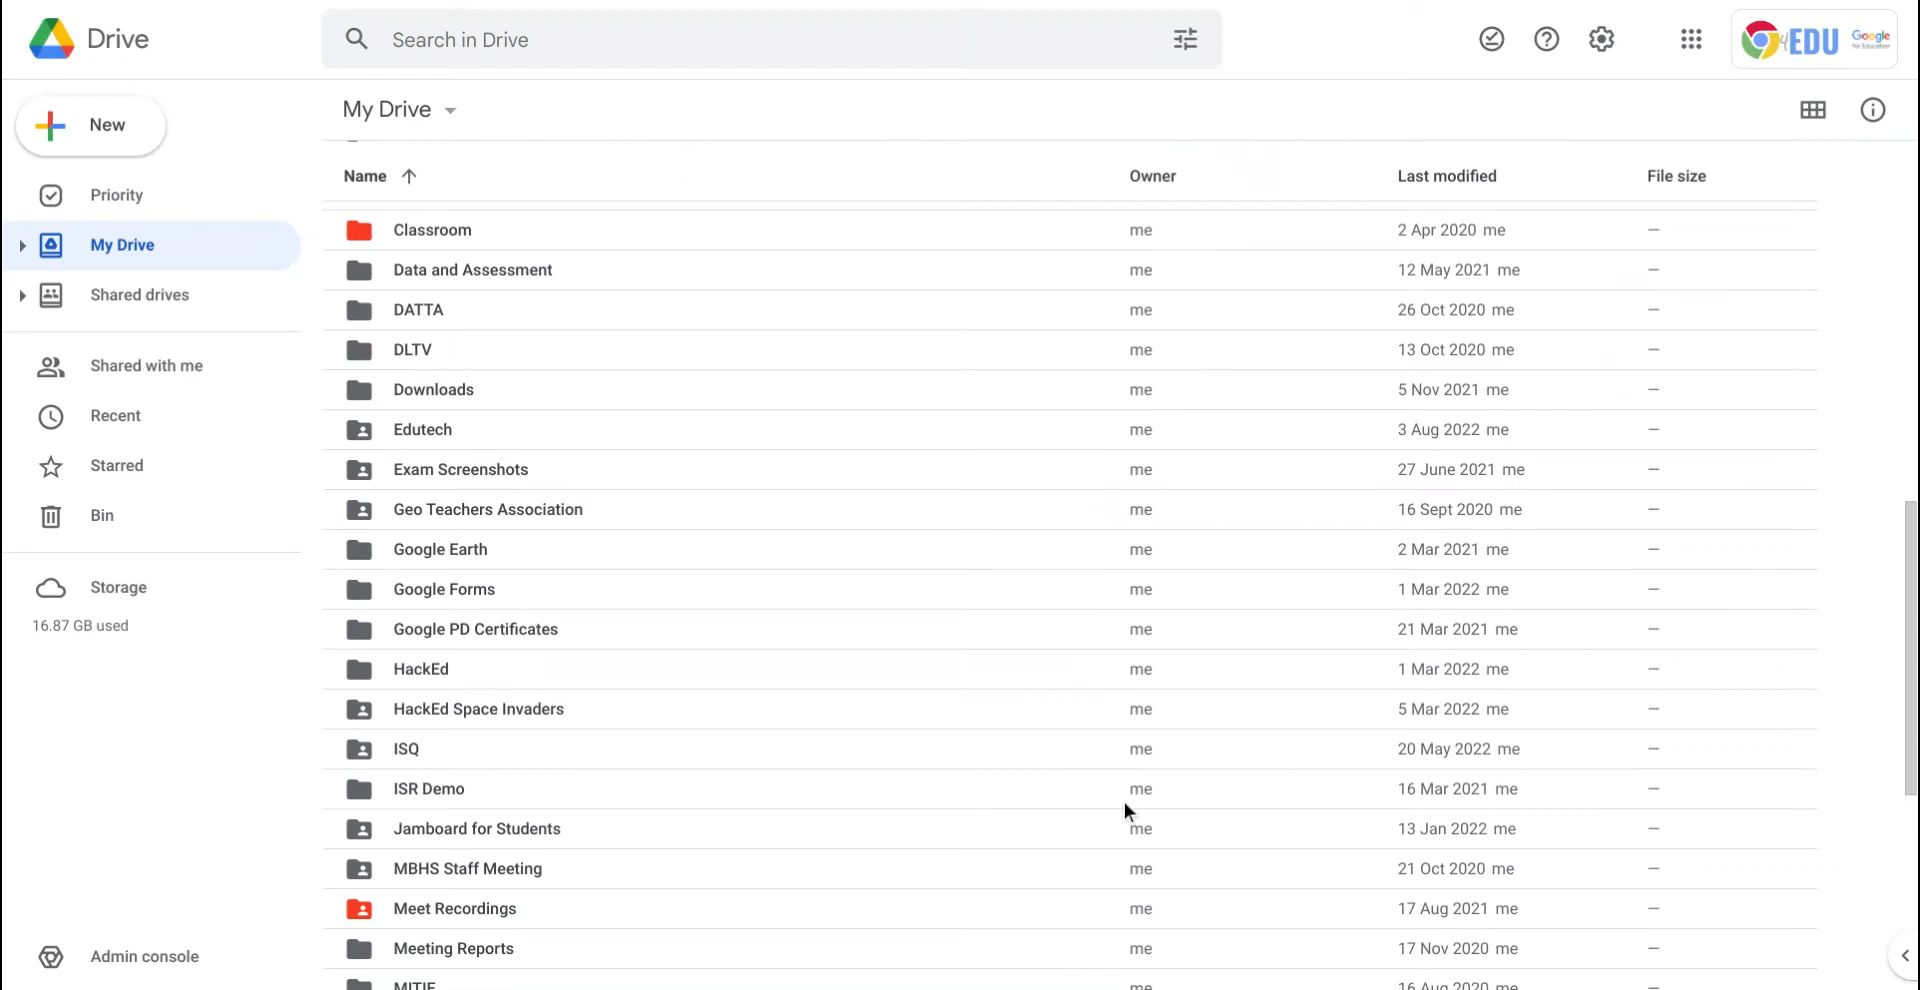 Drive
Search in Drive
4EDU
Google
for Education
New
My Drive
Priority
My Drive
Shared drives
Shared with me
Recent
Starred
Bin
Storage
16.87 GB used
Admin console
Name Owner Last modified File size
Classroom me 2 Apr 2020 me –
Data and Assessment me 12 May 2021 me –
DATTA me 26 Oct 2020 me –
DLTV me 13 Oct 2020 me –
Downloads me 5 Nov 2021 me –
Edutech me 3 Aug 2022 me –
Exam Screenshots me 27 June 2021 me –
Geo Teachers Association me 16 Sept 2020 me –
Google Earth me 2 Mar 2021 me –
Google Forms me 1 Mar 2022 me –
Google PD Certificates me 21 Mar 2021 me –
HackEd me 1 Mar 2022 me –
HackEd Space Invaders me 5 Mar 2022 me –
ISQ me 20 May 2022 me –
ISR Demo me 16 Mar 2021 me –
Jamboard for Students me 13 Jan 2022 me –
MBHS Staff Meeting me 21 Oct 2020 me –
Meet Recordings me 17 Aug 2021 me –
Meeting Reports me 17 Nov 2020 me –
me 16 Aug 2020 me –